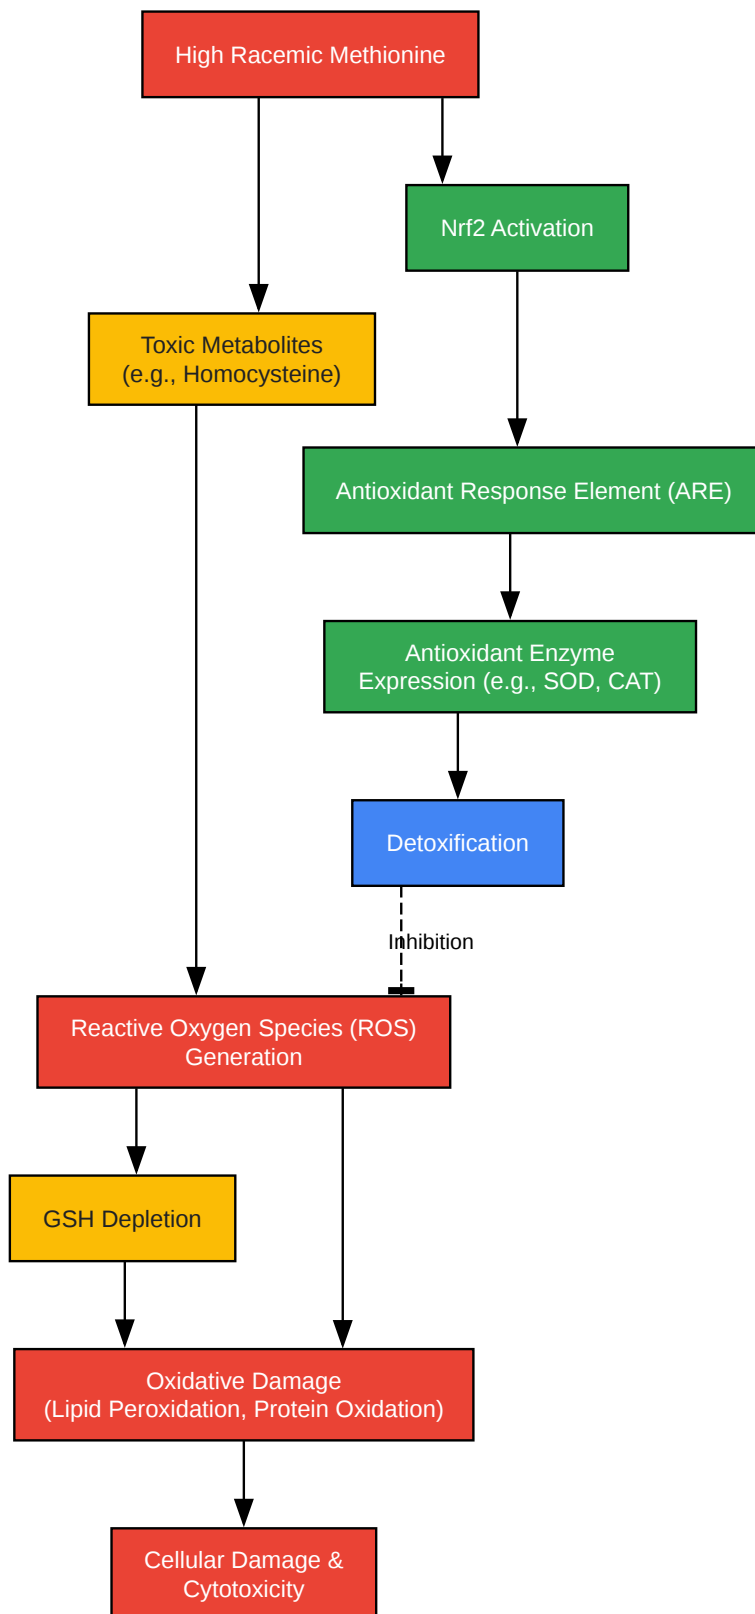 High Racemic Methionine
Nrf2 Activation
Toxic Metabolites
(e.g., Homocysteine)
Antioxidant Response Element (ARE)
Antioxidant Enzyme
Expression (e.g., SOD, CAT)
Detoxification
Inhibition
Reactive Oxygen Species (ROS)
Generation
GSH Depletion
Oxidative Damage
(Lipid Peroxidation, Protein Oxidation)
Cellular Damage &
Cytotoxicity